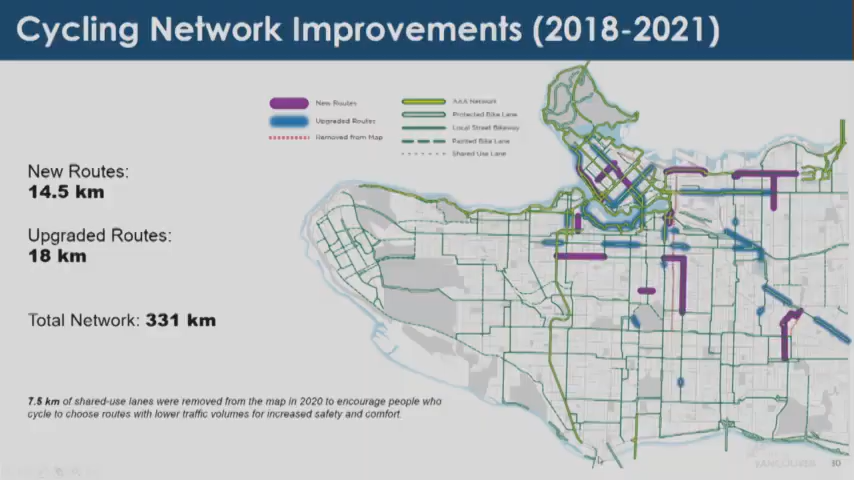 Cycling Network Improvements (2018-2021)
New Routes
Upgraded Routes
Removed from Map
AAA Network
Protected Bike Lane
Local Street Bikeway
Painted Bike Lane
Shared Use Lane
New Routes:
14.5 km
Upgraded Routes:
18 km
Total Network: 331 km
7.5 km of shared-use lanes were removed from the map in 2020 to encourage people who
cycle to choose routes with lower traffic volumes for increased safety and comfort.
VANCOUVER 10